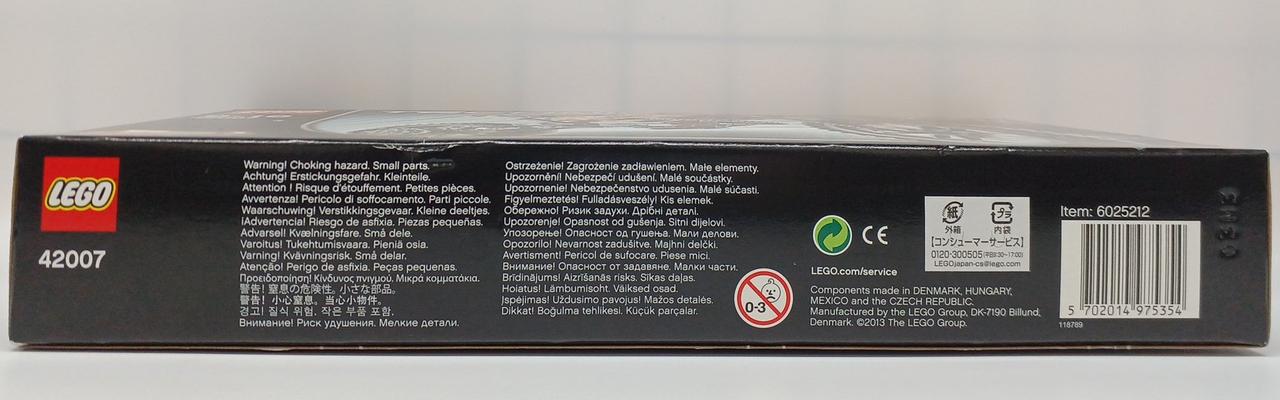 LEGO
42007
Warning! Choking hazard. Small parts.
Achtung! Erstickungsgefahr. Kleinteile.
Attention ! Risque d'étouffement. Petites pièces.
Avvertenza! Pericolo di soffocamento. Parti piccole.
Waarschuwing! Verstikkingsgevaar. Kleine deeltjes.
¡Advertencia! Riesgo de asfixia. Piezas pequeñas.
Advarsel! Kvælningsfare. Små dele.
Varoitus! Tukehtumisvaara. Pieniä osia.
Varning! Kvävningsrisk. Små delar.
Atenção! Perigo de asfixia. Peças pequenas.
Προειδοποίηση! Κίνδυνος πνιγμού. Μικρά κομματάκια.
警告! 窒息の危険性。小さな部品。
警告! 小心窒息。当心小物件。
경고! 질식 위험. 작은 부품 포함.
Внимание! Риск удушения. Мелкие детали.
Ostrzeżenie! Zagrożenie zadławieniem. Małe elementy.
Upozornění! Nebezpečí udušení. Malé součástky.
Upozornenie! Nebezpečenstvo udusenia. Malé súčasti.
Figyelmeztetés! Fulladásveszély! Kis elemek.
Обережно! Ризик задухи. Дрібні деталі.
Upozorenje! Opasnost od gušenja. Sitni dijelovi.
Упозорење! Опасност од гушења. Мали делови.
Opozorilo! Nevarnost zadušitve. Majhni delčki.
Avertisment! Pericol de sufocare. Piese mici.
Внимание! Опасност от задавяне. Малки части.
Brīdinājums! Aizrīšanās risks. Sīkas daļas.
Hoiatus! Lämbumisoht. Väiksed osad.
Įspėjimas! Uždusimo pavojus! Mažos detalės.
Dikkat! Boğulma tehlikesi. Küçük parçalar.
0-3
CE
LEGO.com/service
Components made in DENMARK, HUNGARY,
MEXICO and the CZECH REPUBLIC.
Manufactured by the LEGO Group, DK-7190 Billund,
Denmark. ©2013 The LEGO Group.
紙 プラ
外箱 内袋
【コンシューマーサービス】
0120-300505(平日9:30~17:00)
LEGOjapan-cs@lego.com
Item: 6025212
5 702014 975354
118789